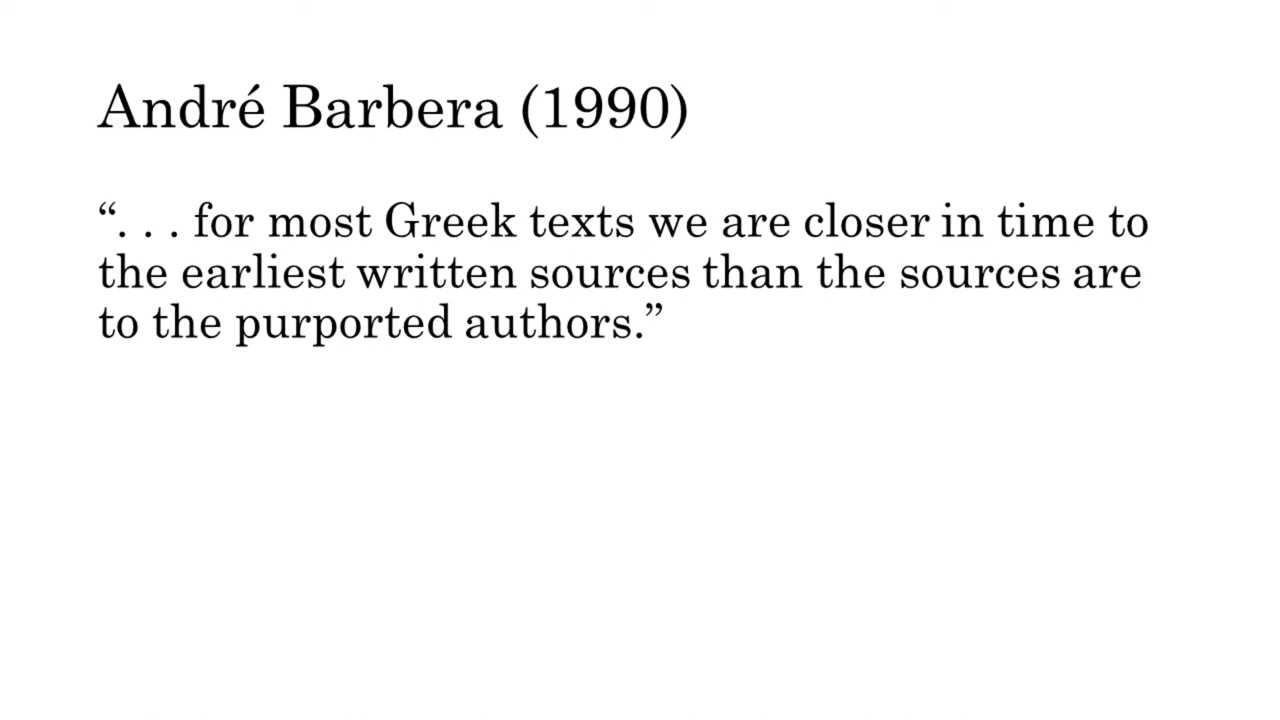 André Barbera (1990)
“. . . for most Greek texts we are closer in time to
the earliest written sources than the sources are
to the purported authors.”